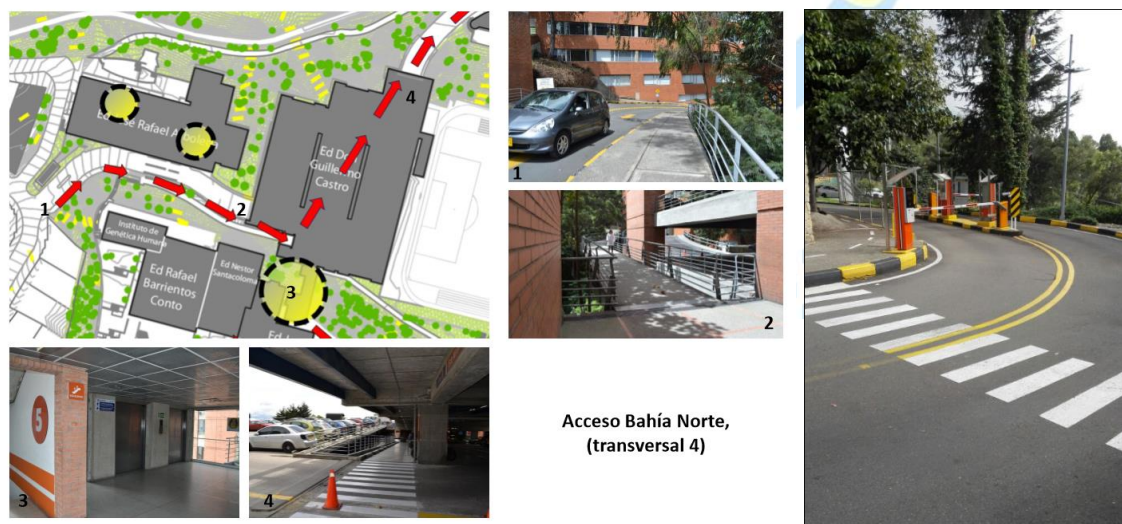 4
Ed
Rafael
Ed Do
Guillermo
Castro
1
2
Instituto de
Genética Humana
Ed Rafael
Barrientos
Conto
Ed Nestor
Santacoloma
3
1
2
5
3
4
Acceso Bahía Norte,
(transversal 4)